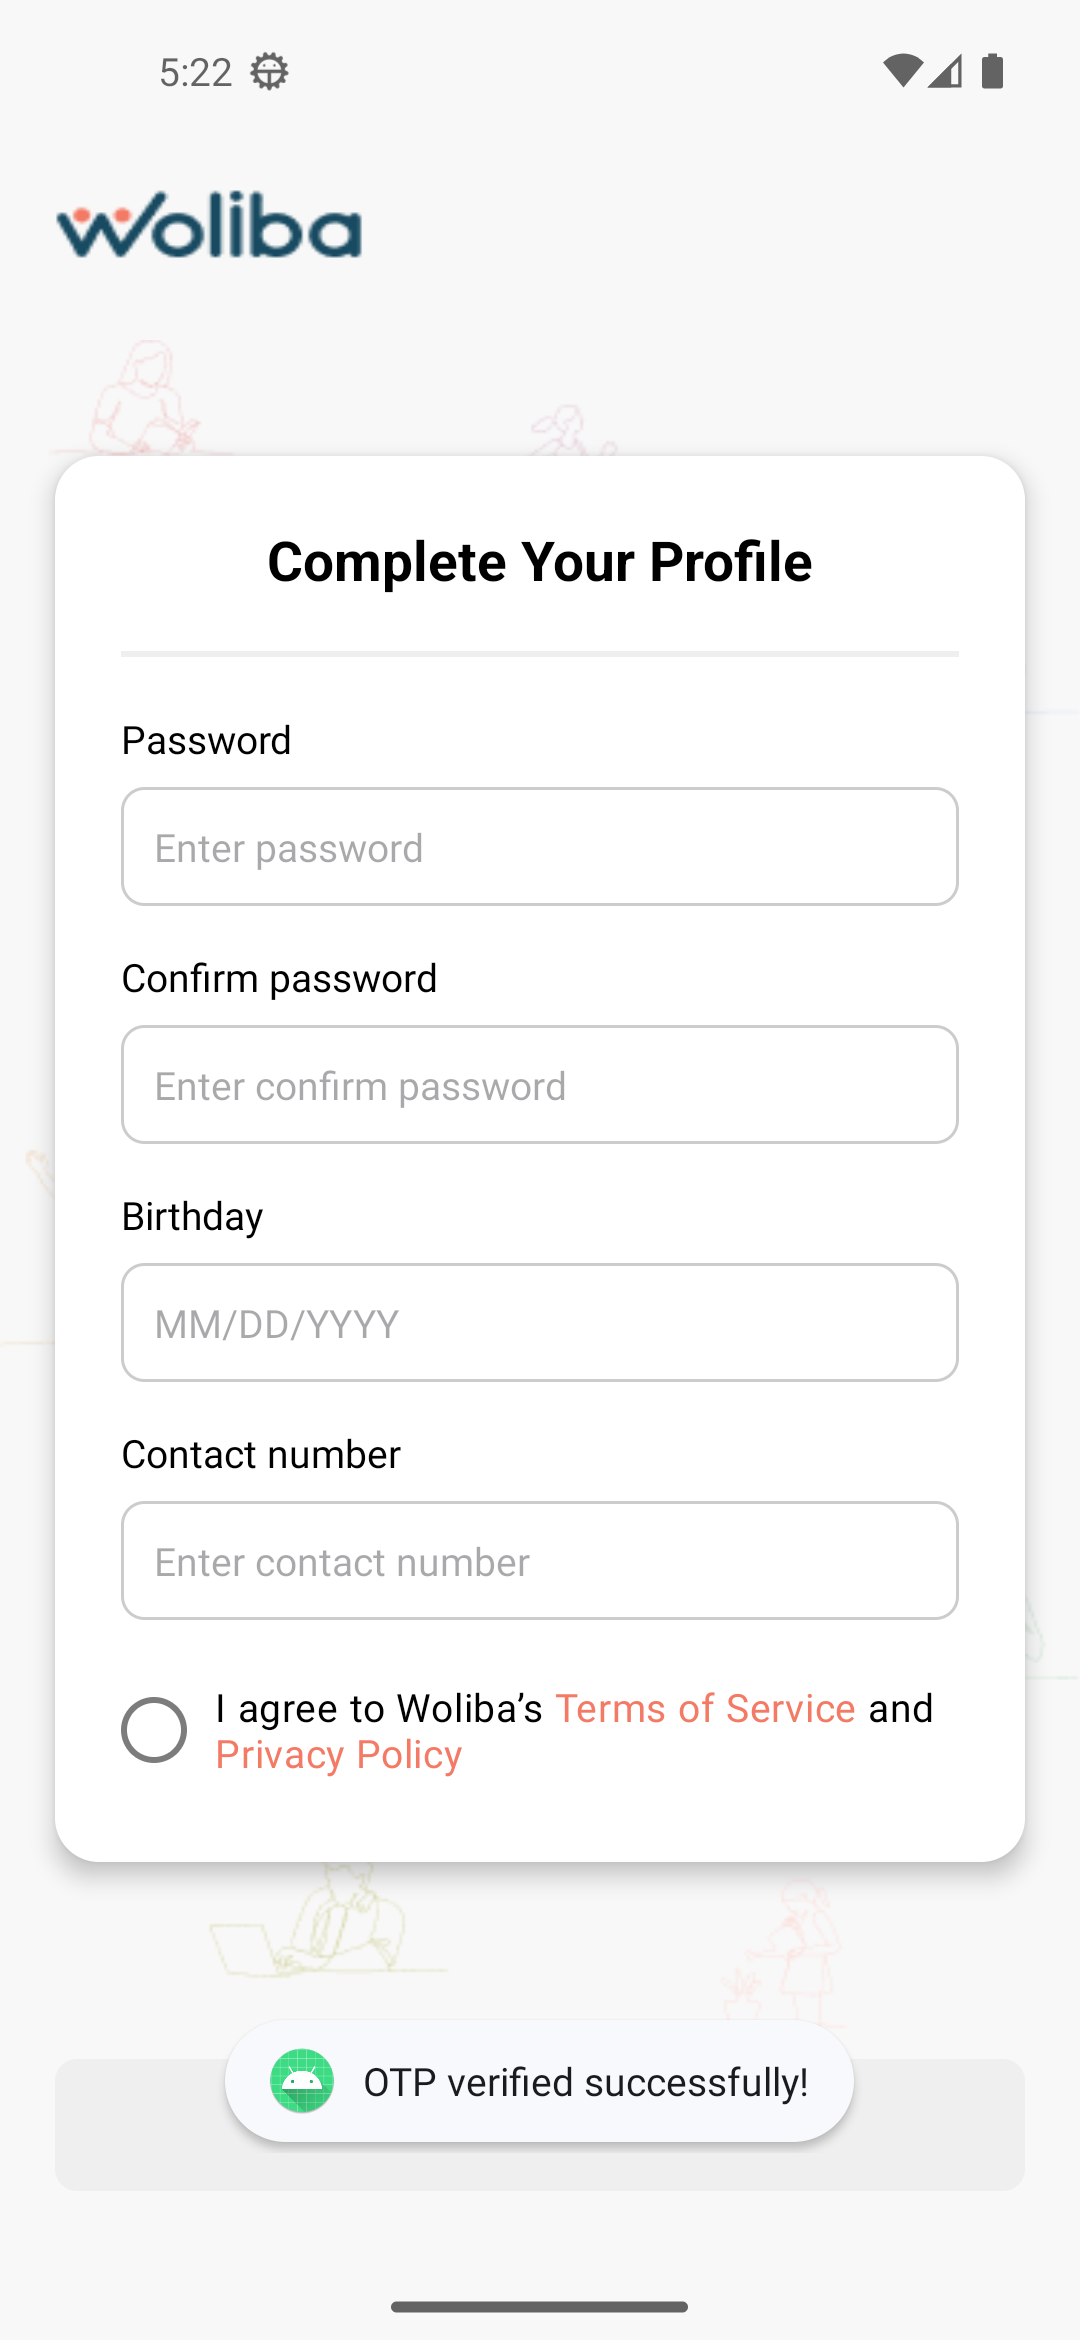 5:22
Woliba
Complete Your Profile
Password
Enter password
Confirm password
Enter confirm password
Birthday
MM/DD/YYYY
Contact number
Enter contact number
I agree to Woliba’s Terms of Service and
Privacy Policy
OTP verified successfully!